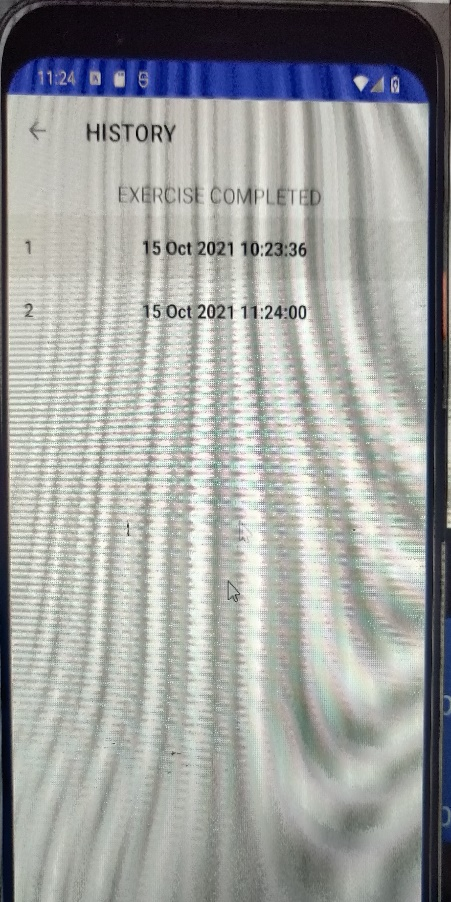 11:24
HISTORY
EXERCISE COMPLETED
1 15 Oct 2021 10:23:36
2 15 Oct 2021 11:24:00